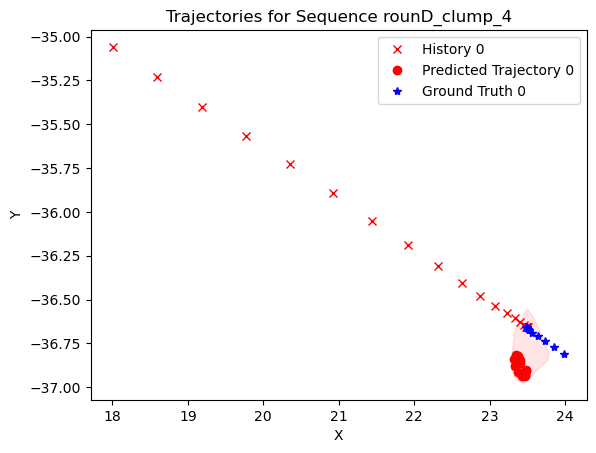 Trajectories for Sequence rounD_clump_4
History 0
Predicted Trajectory 0
Ground Truth 0
−35.00
−35.25
−35.50
−35.75
−36.00
−36.25
−36.50
−36.75
−37.00
Y
18
19
20
21
22
23
24
X